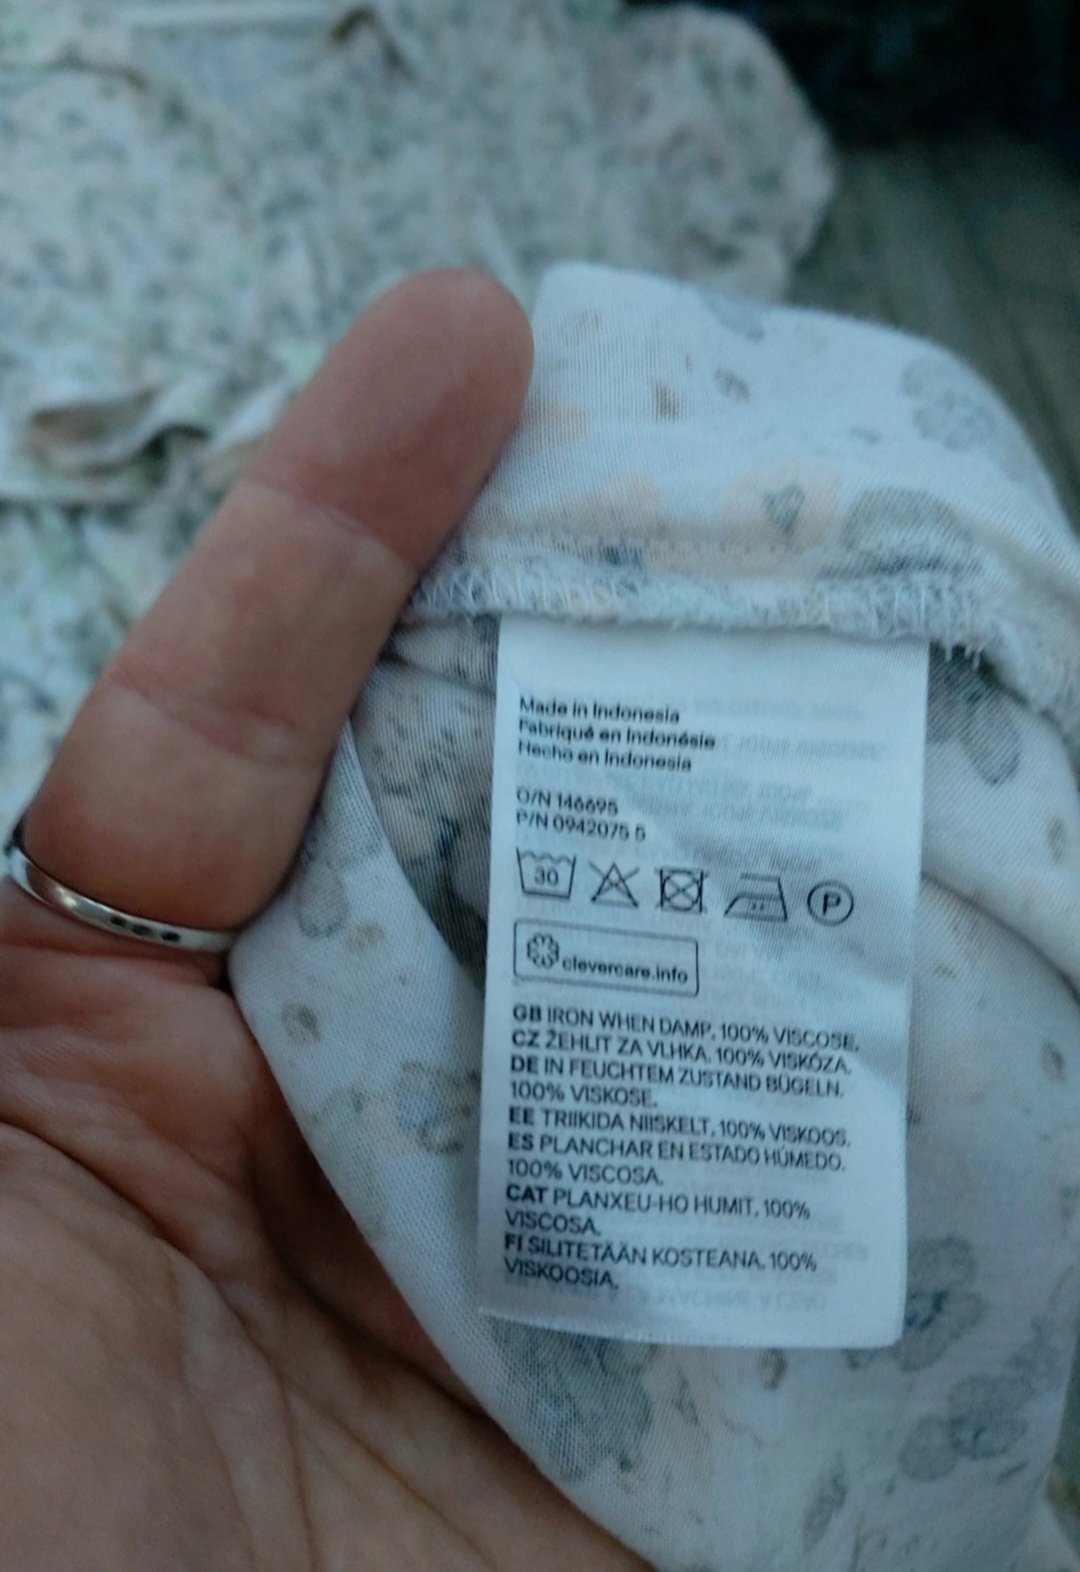 Made in Indonesia
Fabriqué en Indonésie
Hecho en Indonesia
O/N 146695
P/N 0942075 5
30 P
clevercare.info
GB IRON WHEN DAMP. 100% VISCOSE.
CZ ŽEHLIT ZA VLHKA. 100% VISKÓZA.
DE IN FEUCHTEM ZUSTAND BÜGELN.
100% VISKOSE.
EE TRIIKIDA NIISKELT. 100% VISKOOS.
ES PLANCHAR EN ESTADO HÚMEDO.
100% VISCOSA.
CAT PLANXEU-HO HUMIT. 100%
VISCOSA.
FI SILITETÄÄN KOSTEANA. 100%
VISKOOSIA.